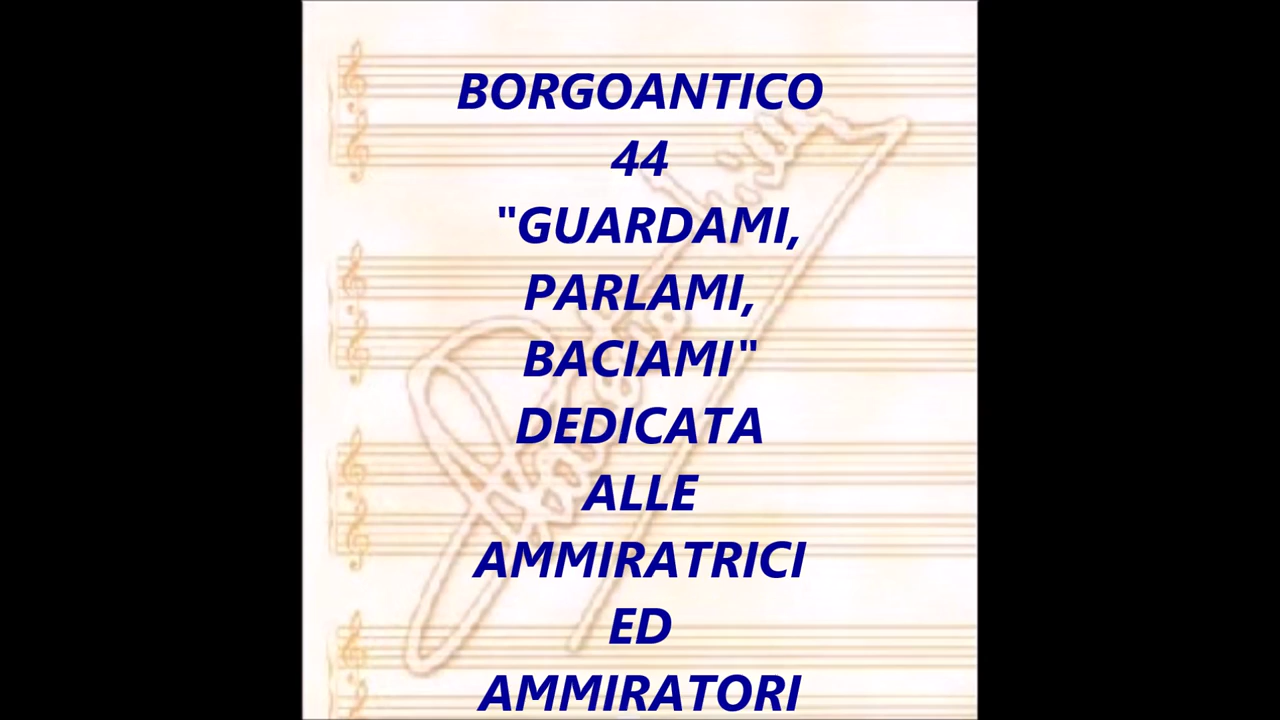 BORGOANTICO
44
"GUARDAMI,
PARLAMI,
BACIAMI"
DEDICATA
ALLE
AMMIRATRICI
ED
AMMIRATORI